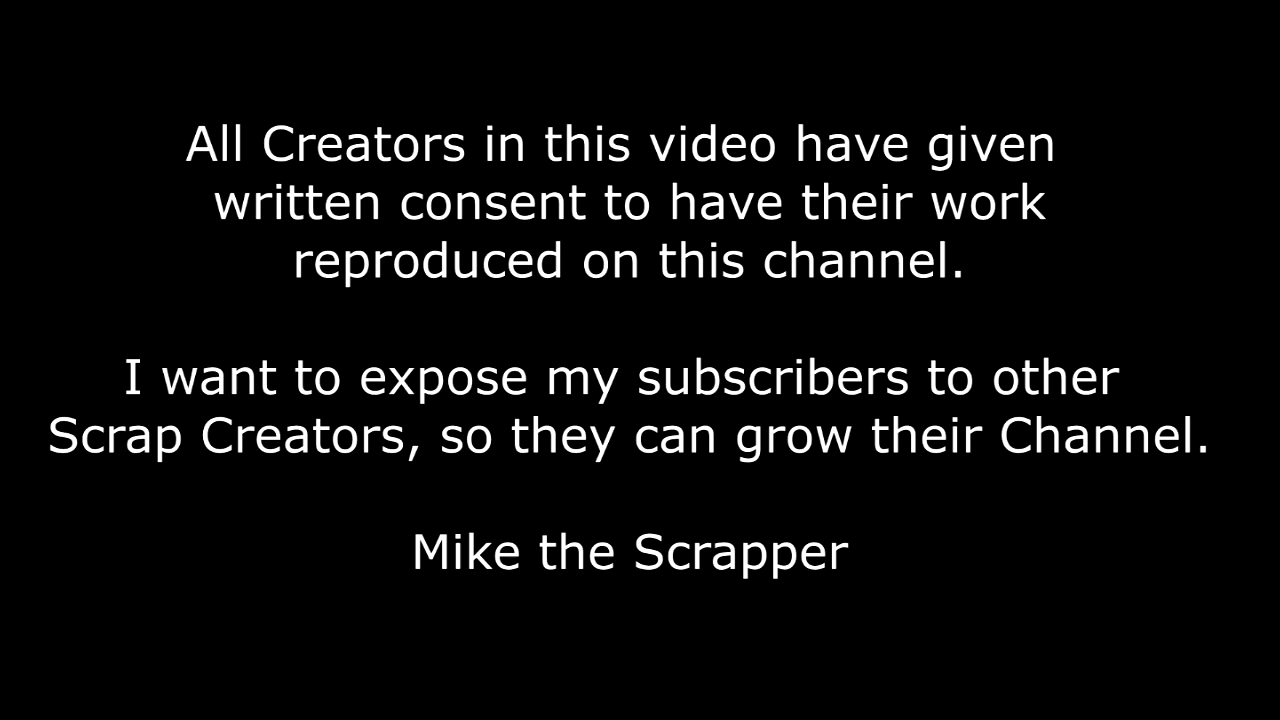 All Creators in this video have given
written consent to have their work
reproduced on this channel.
I want to expose my subscribers to other
Scrap Creators, so they can grow their Channel.
Mike the Scrapper